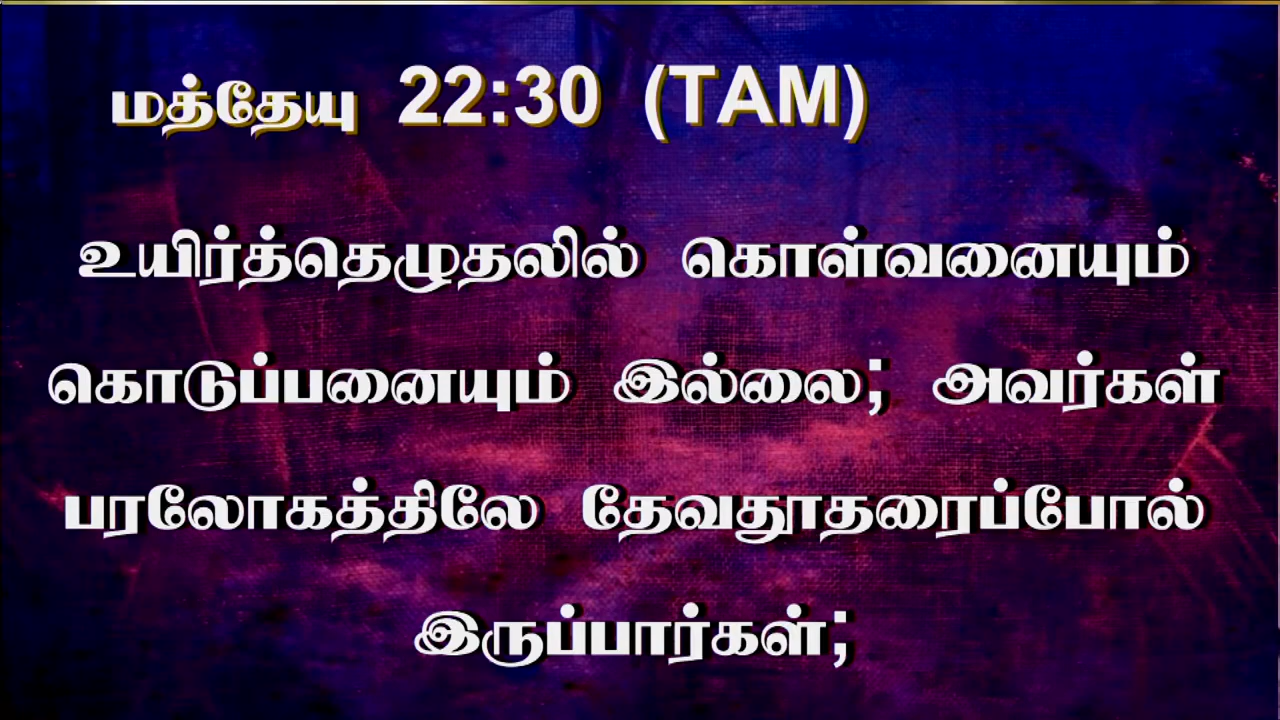 மத்தேயு 22:30 (TAM)
உயிர்த்தெழுதலில் கொள்வனையும்
கொடுப்பனையும் இல்லை; அவர்கள்
பரலோகத்திலே தேவதூதரைப்போல்
இருப்பார்கள்;